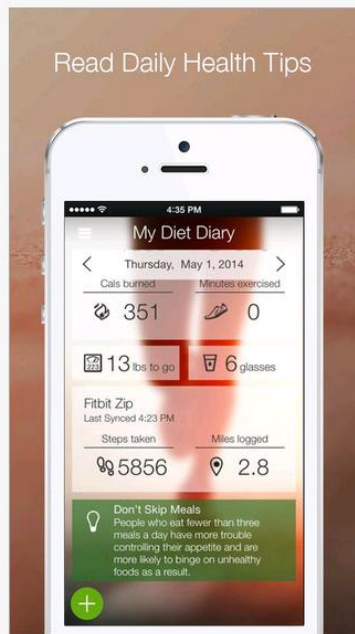 Read Daily Health Tips
4:35 PM
My Diet Diary
Thursday, May 1, 2014
Cals burned Minutes exercised
351 0
223 13 lbs to go 6 glasses
Fitbit Zip
Last Synced 4:23 PM
Steps taken Miles logged
5856 2.8
Don't Skip Meals
People who eat fewer than three
meals a day have more trouble
controlling their appetite and are
more likely to binge on unhealthy
foods as a result.